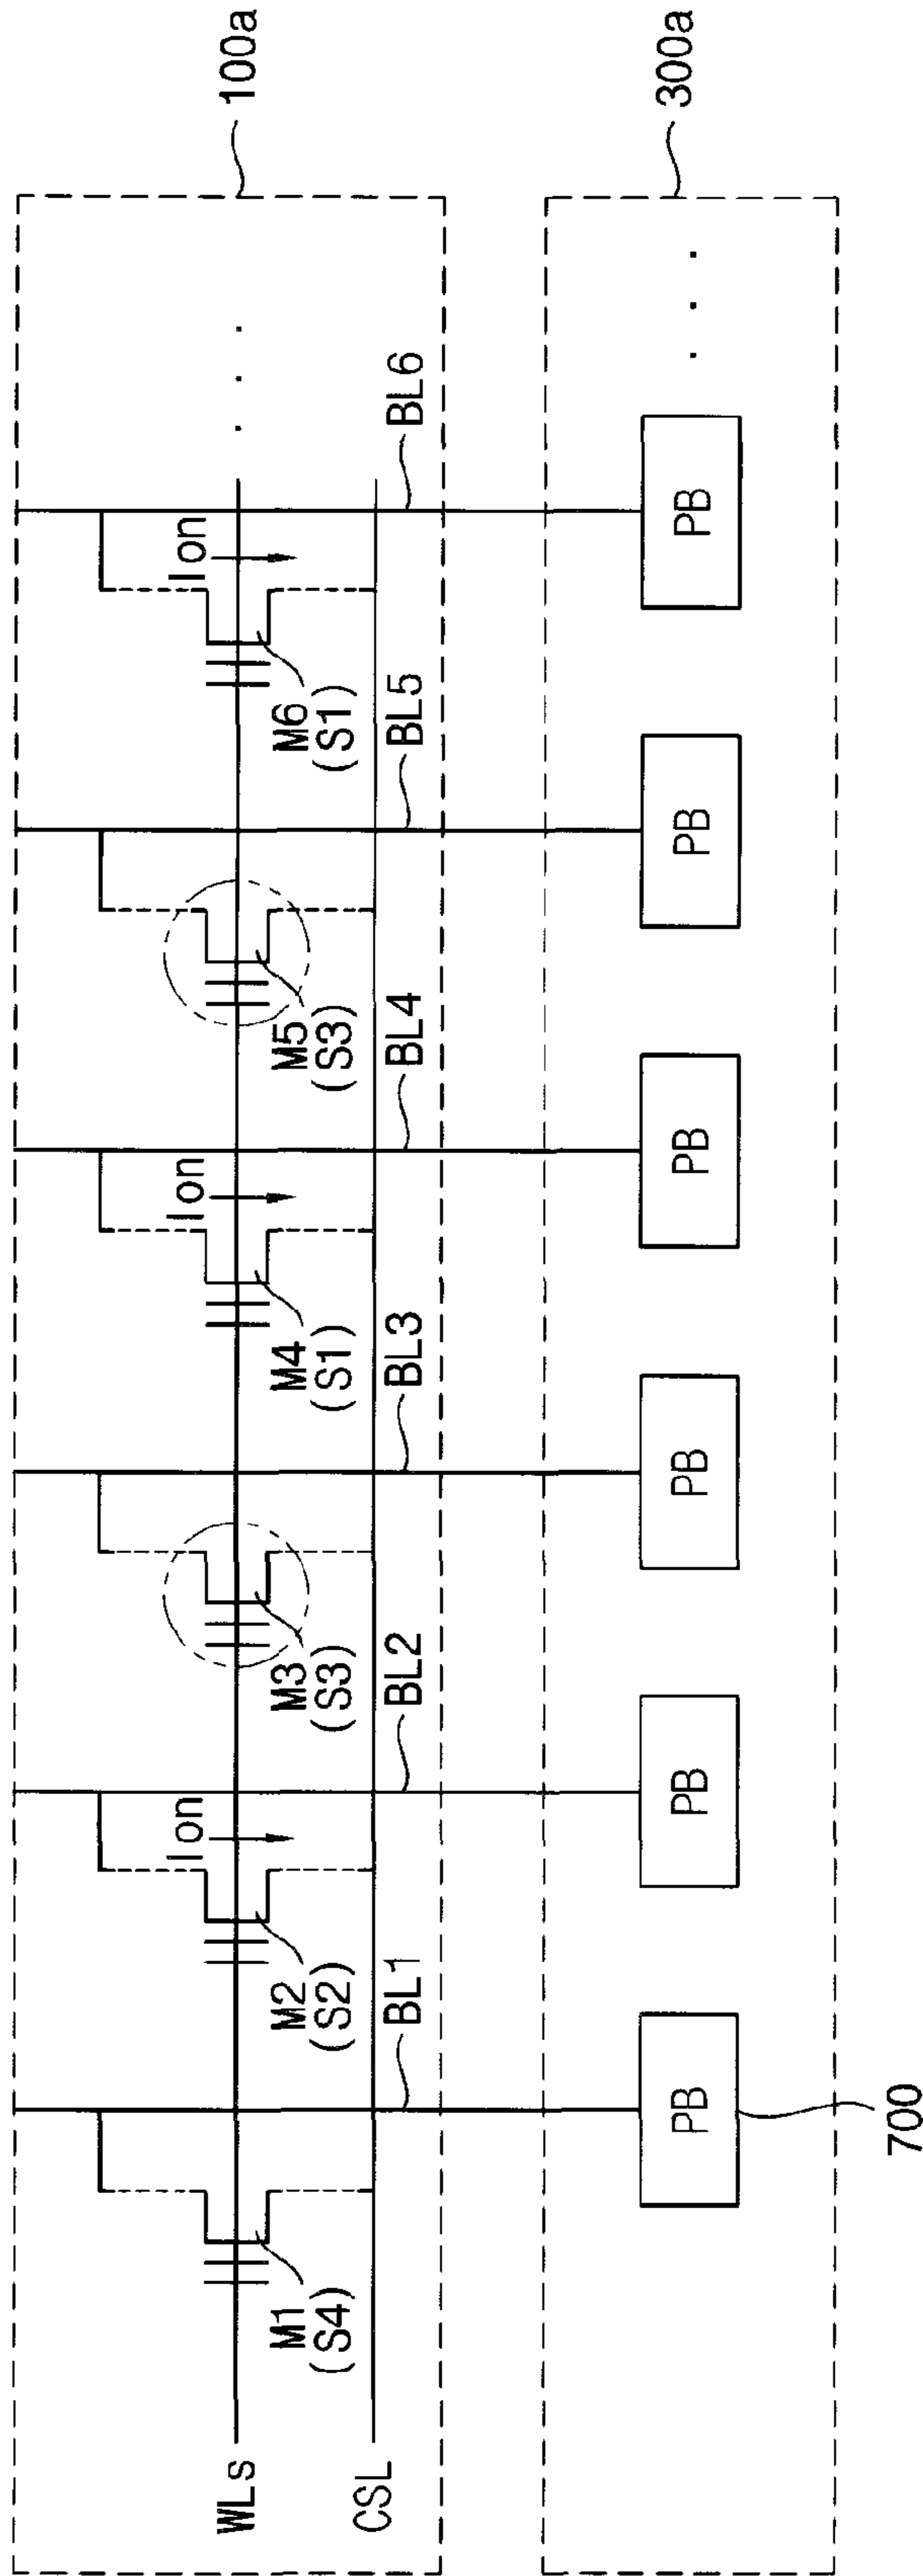 100a
Ion
Ion
Ion
WLs
M1
(S4)
M2
(S2)
M3
(S3)
M4
(S1)
M5
(S3)
M6
(S1)
CSL
BL1
BL2
BL3
BL4
BL5
BL6
300a
PB
PB
PB
PB
PB
PB
700